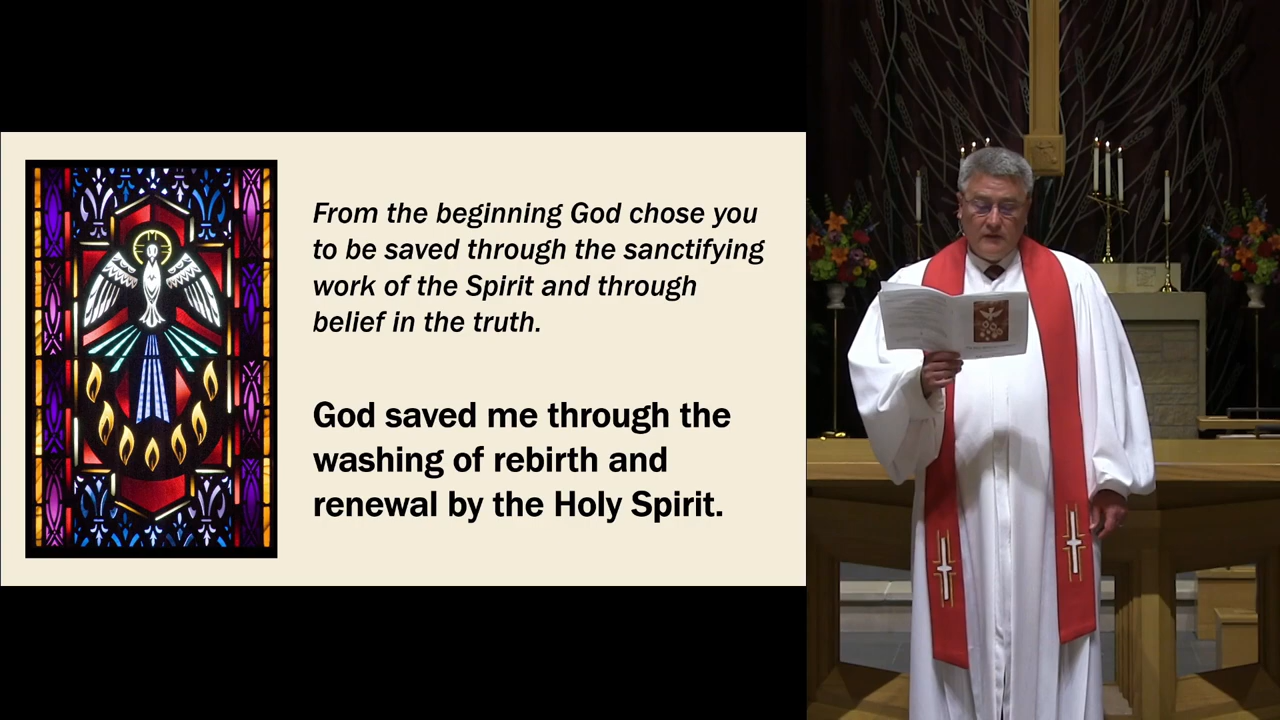 From the beginning God chose you
to be saved through the sanctifying
work of the Spirit and through
belief in the truth.
God saved me through the
washing of rebirth and
renewal by the Holy Spirit.